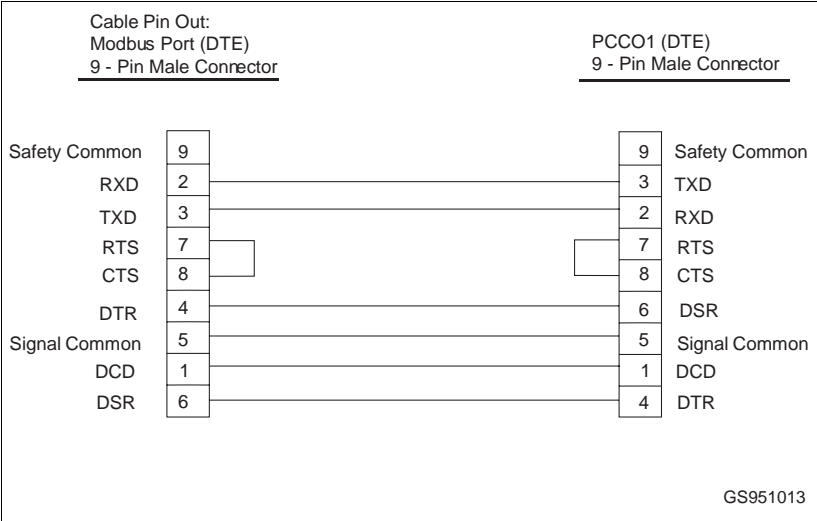 Cable Pin Out:
Modbus Port (DTE)
9 - Pin Male Connector
PCCO1 (DTE)
9 - Pin Male Connector
Safety Common 9 9 Safety Common
RXD 2 3 TXD
TXD 3 2 RXD
RTS 7 7 RTS
CTS 8 8 CTS
DTR 4 6 DSR
Signal Common 5 5 Signal Common
DCD 1 1 DCD
DSR 6 4 DTR
GS951013